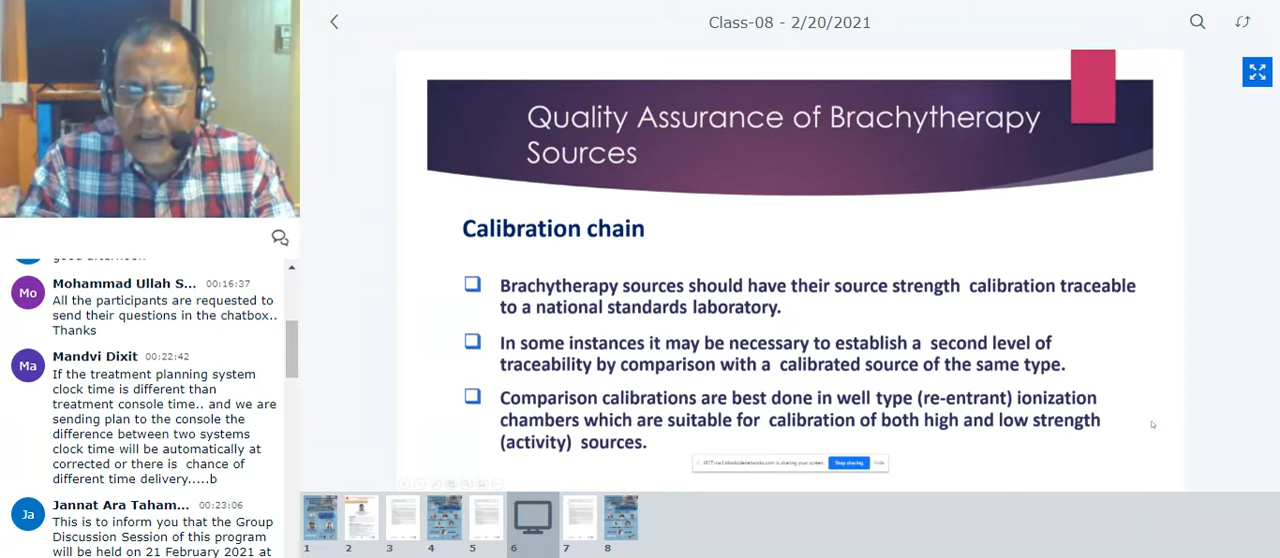 Class-08 - 2/20/2021
Quality Assurance of Brachytherapy
Sources
Calibration chain
Brachytherapy sources should have their source strength calibration traceable
to a national standards laboratory.
In some instances it may be necessary to establish a second level of
traceability by comparison with a calibrated source of the same type.
Comparison calibrations are best done in well type (re-entrant) ionization
chambers which are suitable for calibration of both high and low strength
(activity) sources.
is sharing your screen.
Stop sharing
Hide
good afternoon
Mo
Mohammad Ullah S... 00:16:37
All the participants are requested to
send their questions in the chatbox..
Thanks
Ma
Mandvi Dixit 00:22:42
If the treatment planning system
clock time is different than
treatment console time.. and we are
sending plan to the console the
difference between two systems
clock time will be automatically at
corrected or there is chance of
different time delivery.....b
Ja
Jannat Ara Taham... 00:23:06
This is to inform you that the Group
Discussion Session of this program
will be held on 21 February 2021 at
1 2 3 4 5 6 7 8